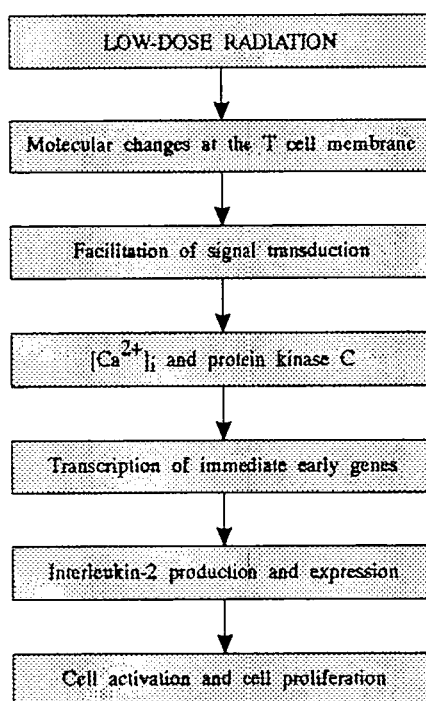 LOW-DOSE RADIATION
Molecular changes at the T cell membrane
Facilitation of signal transduction
[Ca²⁺]ᵢ and protein kinase C
Transcription of immediate early genes
Interleukin-2 production and expression
Cell activation and cell proliferation